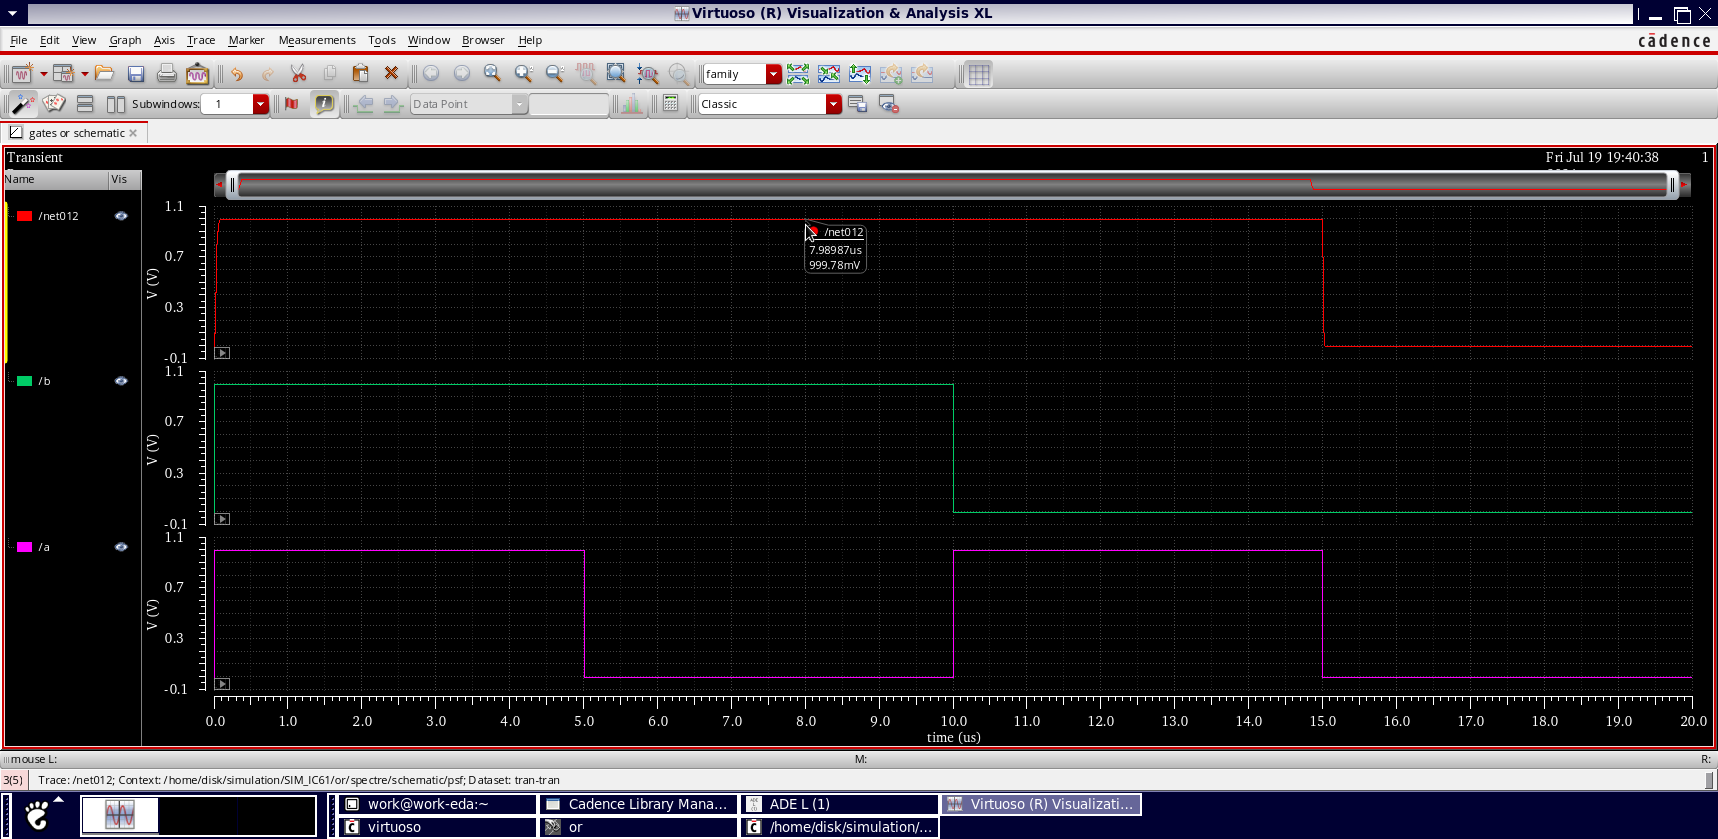 Virtuoso (R) Visualization & Analysis XL
File Edit View Graph Axis Trace Marker Measurements Tools Window Browser Help
cādence
family
Subwindows: 1
Data Point
Classic
gates or schematic
Transient
Fri Jul 19 19:40:38
1
Name Vis
/net012
1.1
0.7
0.3
-0.1
V (V)
/net012
7.98987us
999.78mV
/b
1.1
0.7
0.3
-0.1
V (V)
/a
1.1
0.7
0.3
-0.1
V (V)
0.0 1.0 2.0 3.0 4.0 5.0 6.0 7.0 8.0 9.0 10.0 11.0 12.0 13.0 14.0 15.0 16.0 17.0 18.0 19.0 20.0
time (us)
mouse L: M: R:
3(5) Trace: /net012; Context: /home/disk/simulation/SIM_IC61/or/spectre/schematic/psf; Dataset: tran-tran
work@work-eda:~ Cadence Library Mana... ADE L (1) Virtuoso (R) Visualizati...
virtuoso or /home/disk/simulation/...